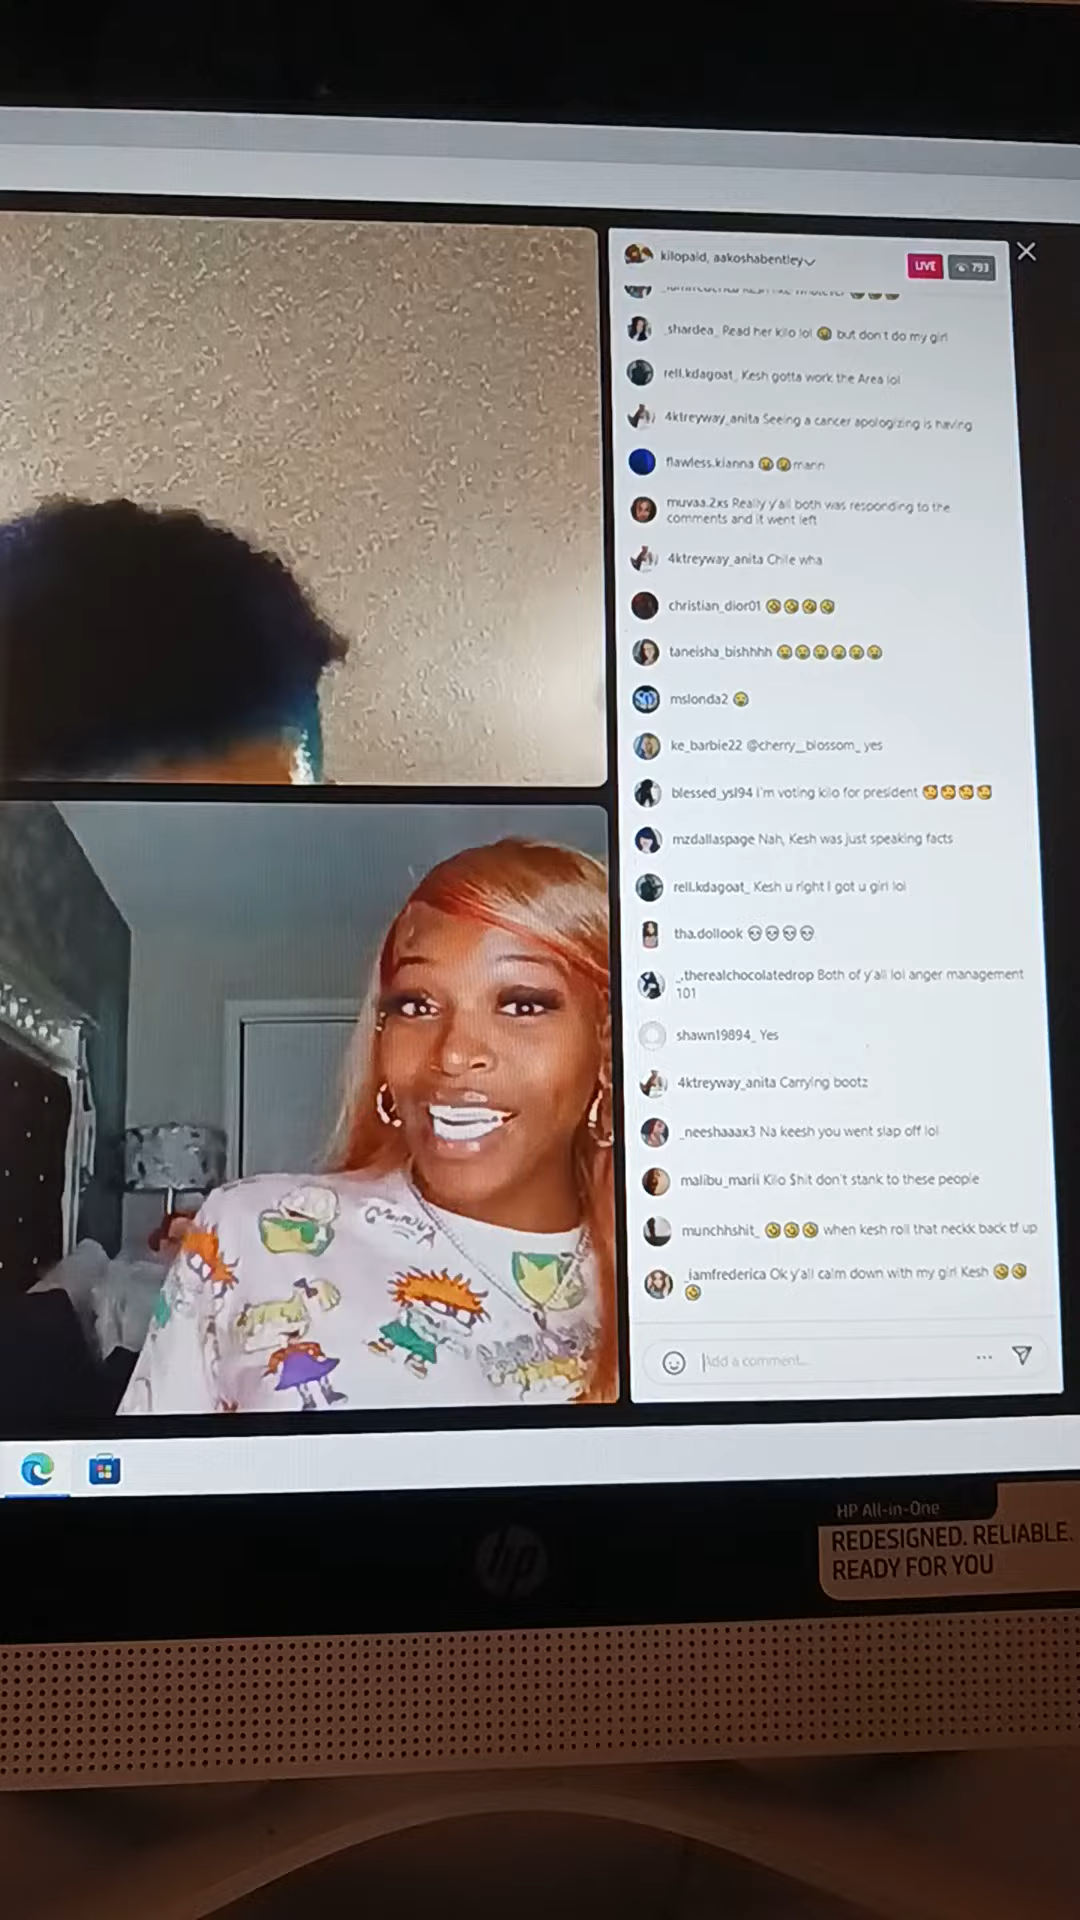 kilopaid, aakoshabentley
LIVE
793
_shardea_ Read her kilo lol 😂 but don't do my girl
rell.kdagoat_ Kesh gotta work the Area lol
4ktreyway_anita Seeing a cancer apologizing is having
flawless.kianna 😂😂mann
muvaa.2xs Really y'all both was responding to the
comments and it went left
4ktreyway_anita Chile wha
christian_dior01 🤣🤣🤣🤣
taneisha_bishhhh 😂😂😂😂😂😂
mslonda2 😭
ke_barbie22 @cherry__blossom_ yes
blessed_ysl94 I'm voting kilo for president
mzdallaspage Nah, Kesh was just speaking facts
rell.kdagoat_ Kesh u right I got u girl lol
tha.dollook 💀💀💀💀
_.therealchocolatedrop Both of y'all lol anger management
101
shawn19894_ Yes
4ktreyway_anita Carrying bootz
_neeshaaax3 Na keesh you went slap off lol
malibu_marii Kilo $hit don't stank to these people
munchhshit_ 🤣🤣🤣 when kesh roll that neckk back tf up
_iamfrederica Ok y'all calm down with my girl Kesh 🤣🤣
🤣
Add a comment...
hp
HP All-in-One
REDESIGNED. RELIABLE.
READY FOR YOU